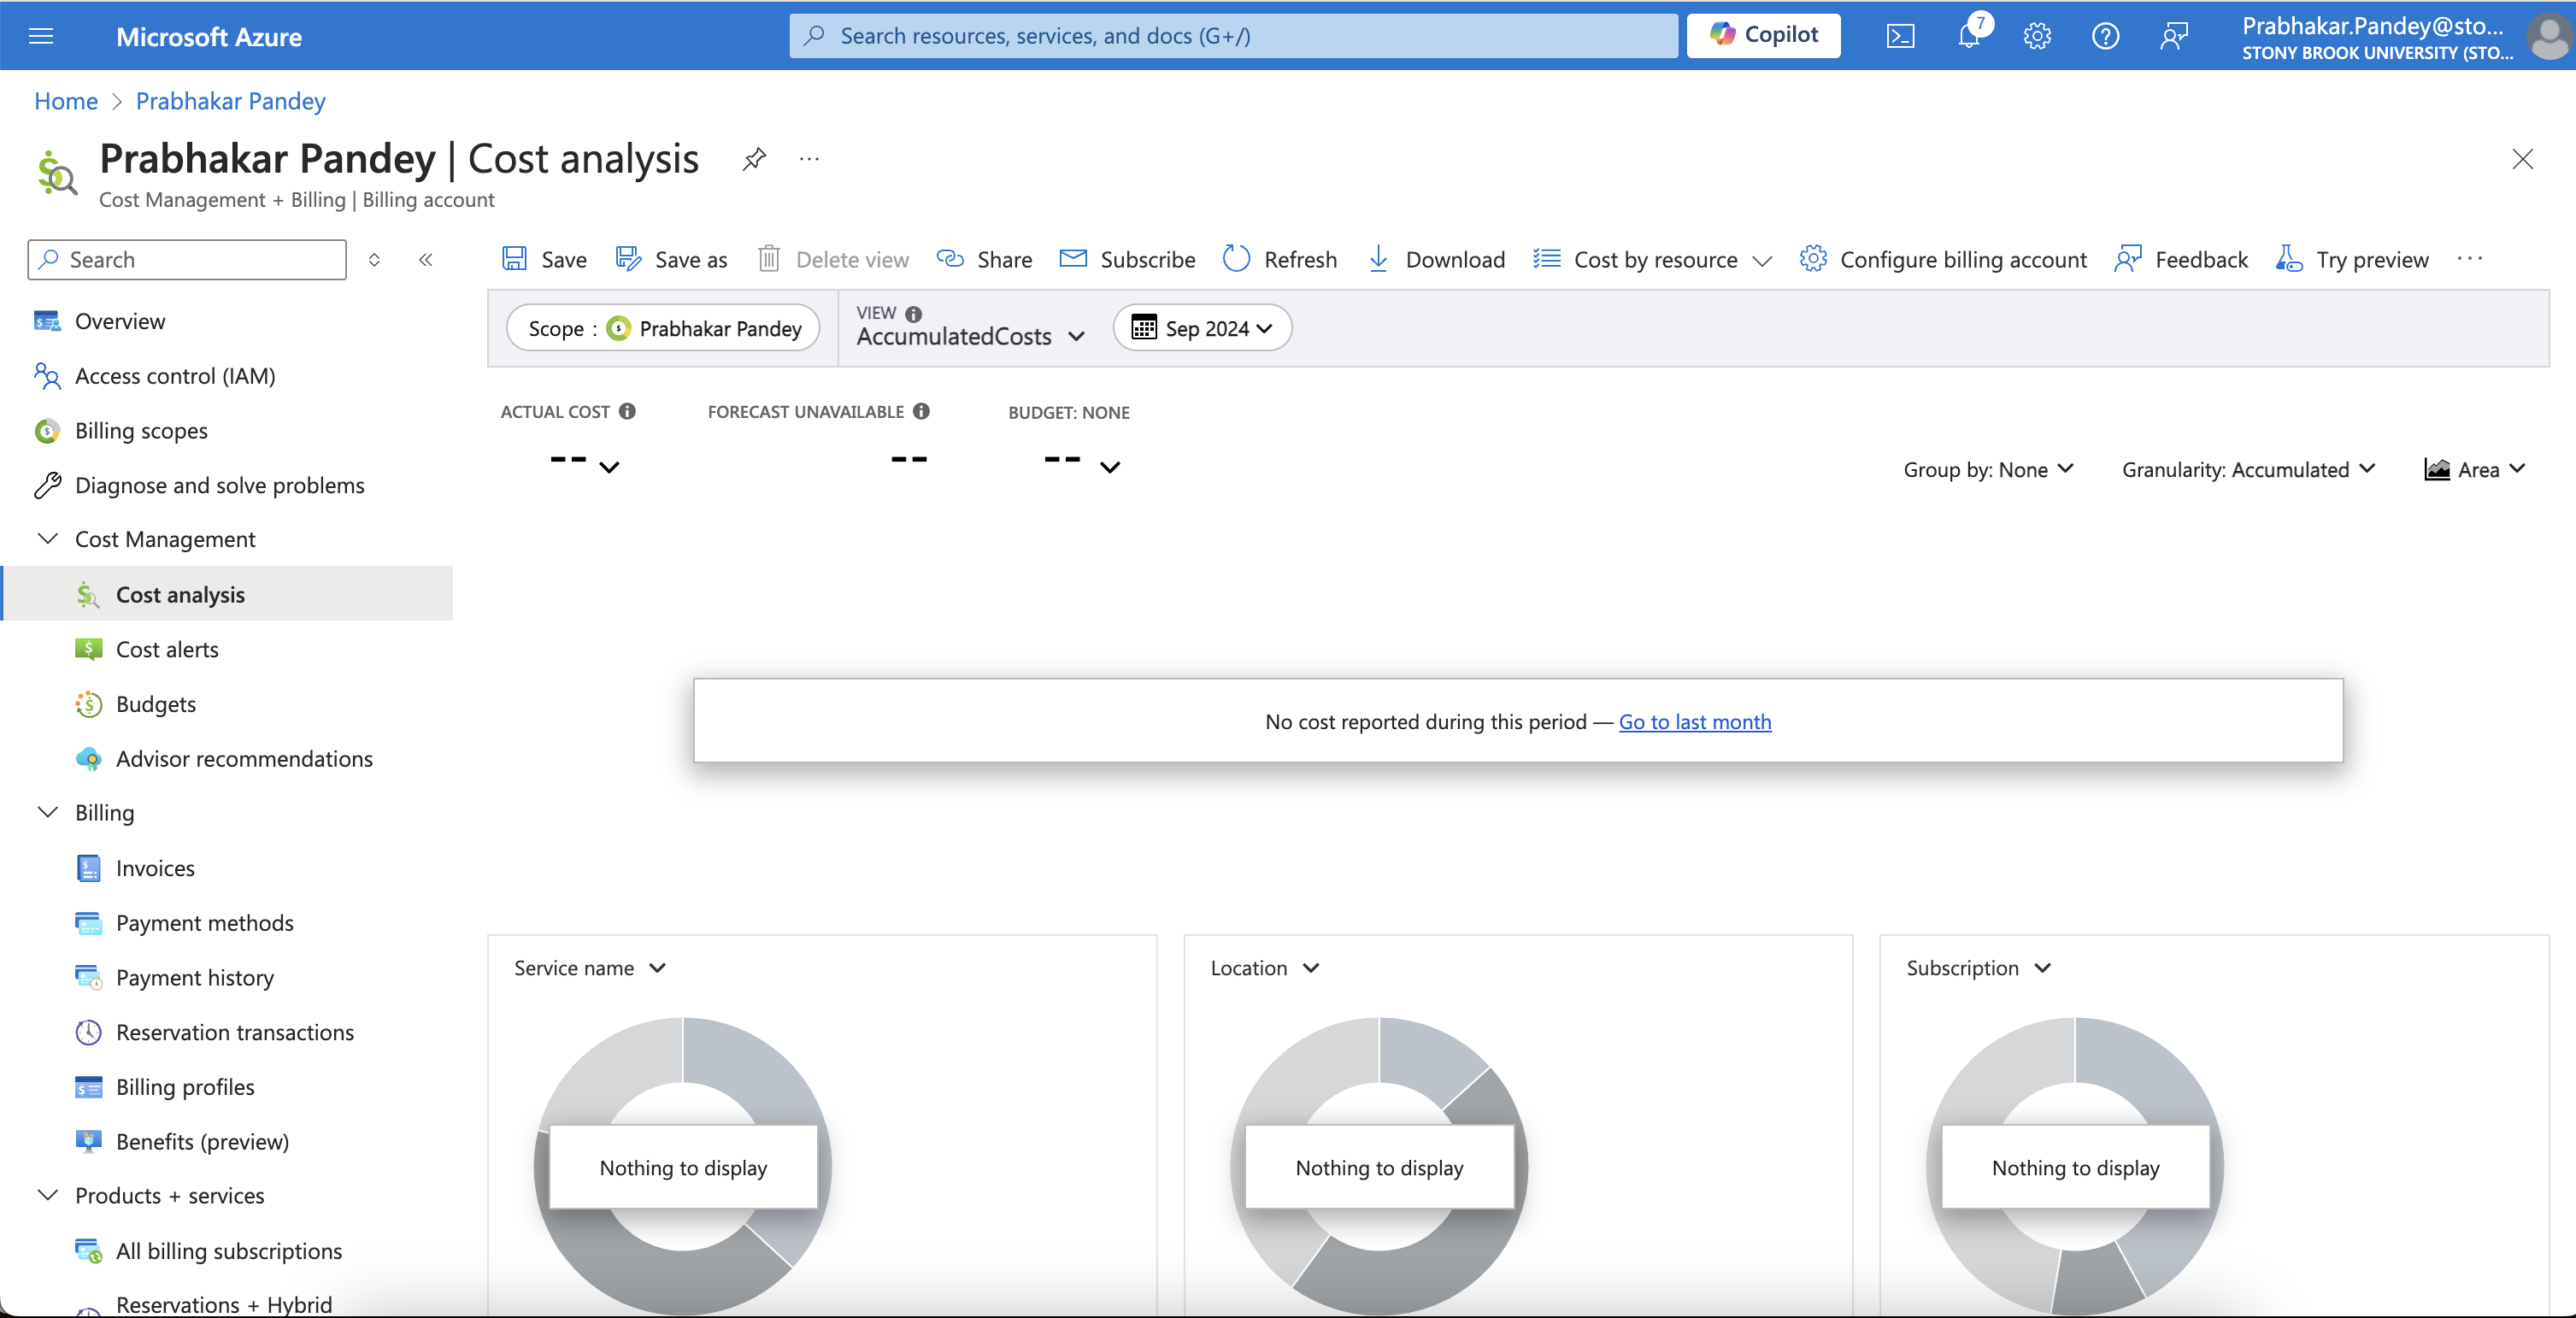 Microsoft Azure
Search resources, services, and docs (G+/)
Copilot
7
Prabhakar.Pandey@sto...
STONY BROOK UNIVERSITY (STO...
Home > Prabhakar Pandey
Prabhakar Pandey | Cost analysis
Cost Management + Billing | Billing account
Search
Overview
Access control (IAM)
Billing scopes
Diagnose and solve problems
Cost Management
Cost analysis
Cost alerts
Budgets
Advisor recommendations
Billing
Invoices
Payment methods
Payment history
Reservation transactions
Billing profiles
Benefits (preview)
Products + services
All billing subscriptions
Reservations + Hybrid
Save
Save as
Delete view
Share
Subscribe
Refresh
Download
Cost by resource
Configure billing account
Feedback
Try preview
Scope : Prabhakar Pandey
VIEW
AccumulatedCosts
Sep 2024
ACTUAL COST
--
FORECAST UNAVAILABLE
--
BUDGET: NONE
--
Group by: None
Granularity: Accumulated
Area
No cost reported during this period — Go to last month
Service name
Nothing to display
Location
Nothing to display
Subscription
Nothing to display